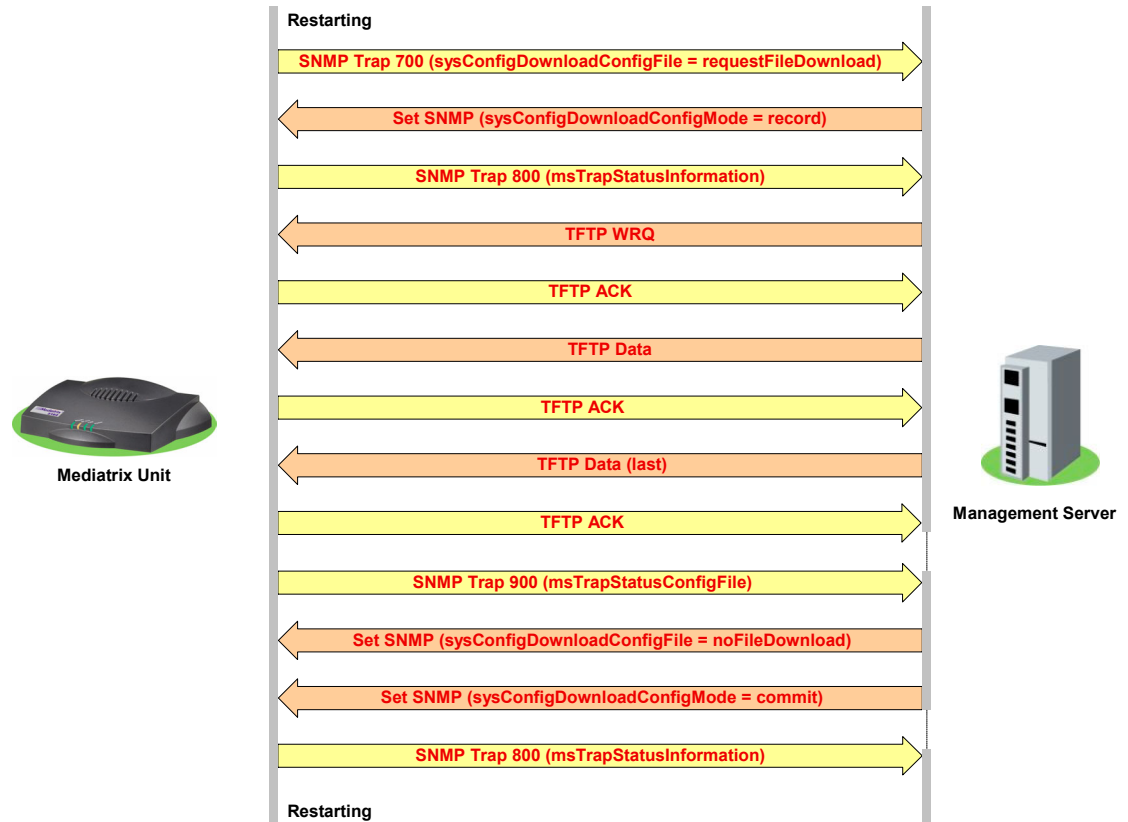 Restarting
SNMP Trap 700 (sysConfigDownloadConfigFile = requestFileDownload)
Set SNMP (sysConfigDownloadConfigMode = record)
SNMP Trap 800 (msTrapStatusInformation)
TFTP WRQ
TFTP ACK
TFTP Data
TFTP ACK
Mediatrix Unit
TFTP Data (last)
Management Server
TFTP ACK
SNMP Trap 900 (msTrapStatusConfigFile)
Set SNMP (sysConfigDownloadConfigFile = noFileDownload)
Set SNMP (sysConfigDownloadConfigMode = commit)
SNMP Trap 800 (msTrapStatusInformation)
Restarting